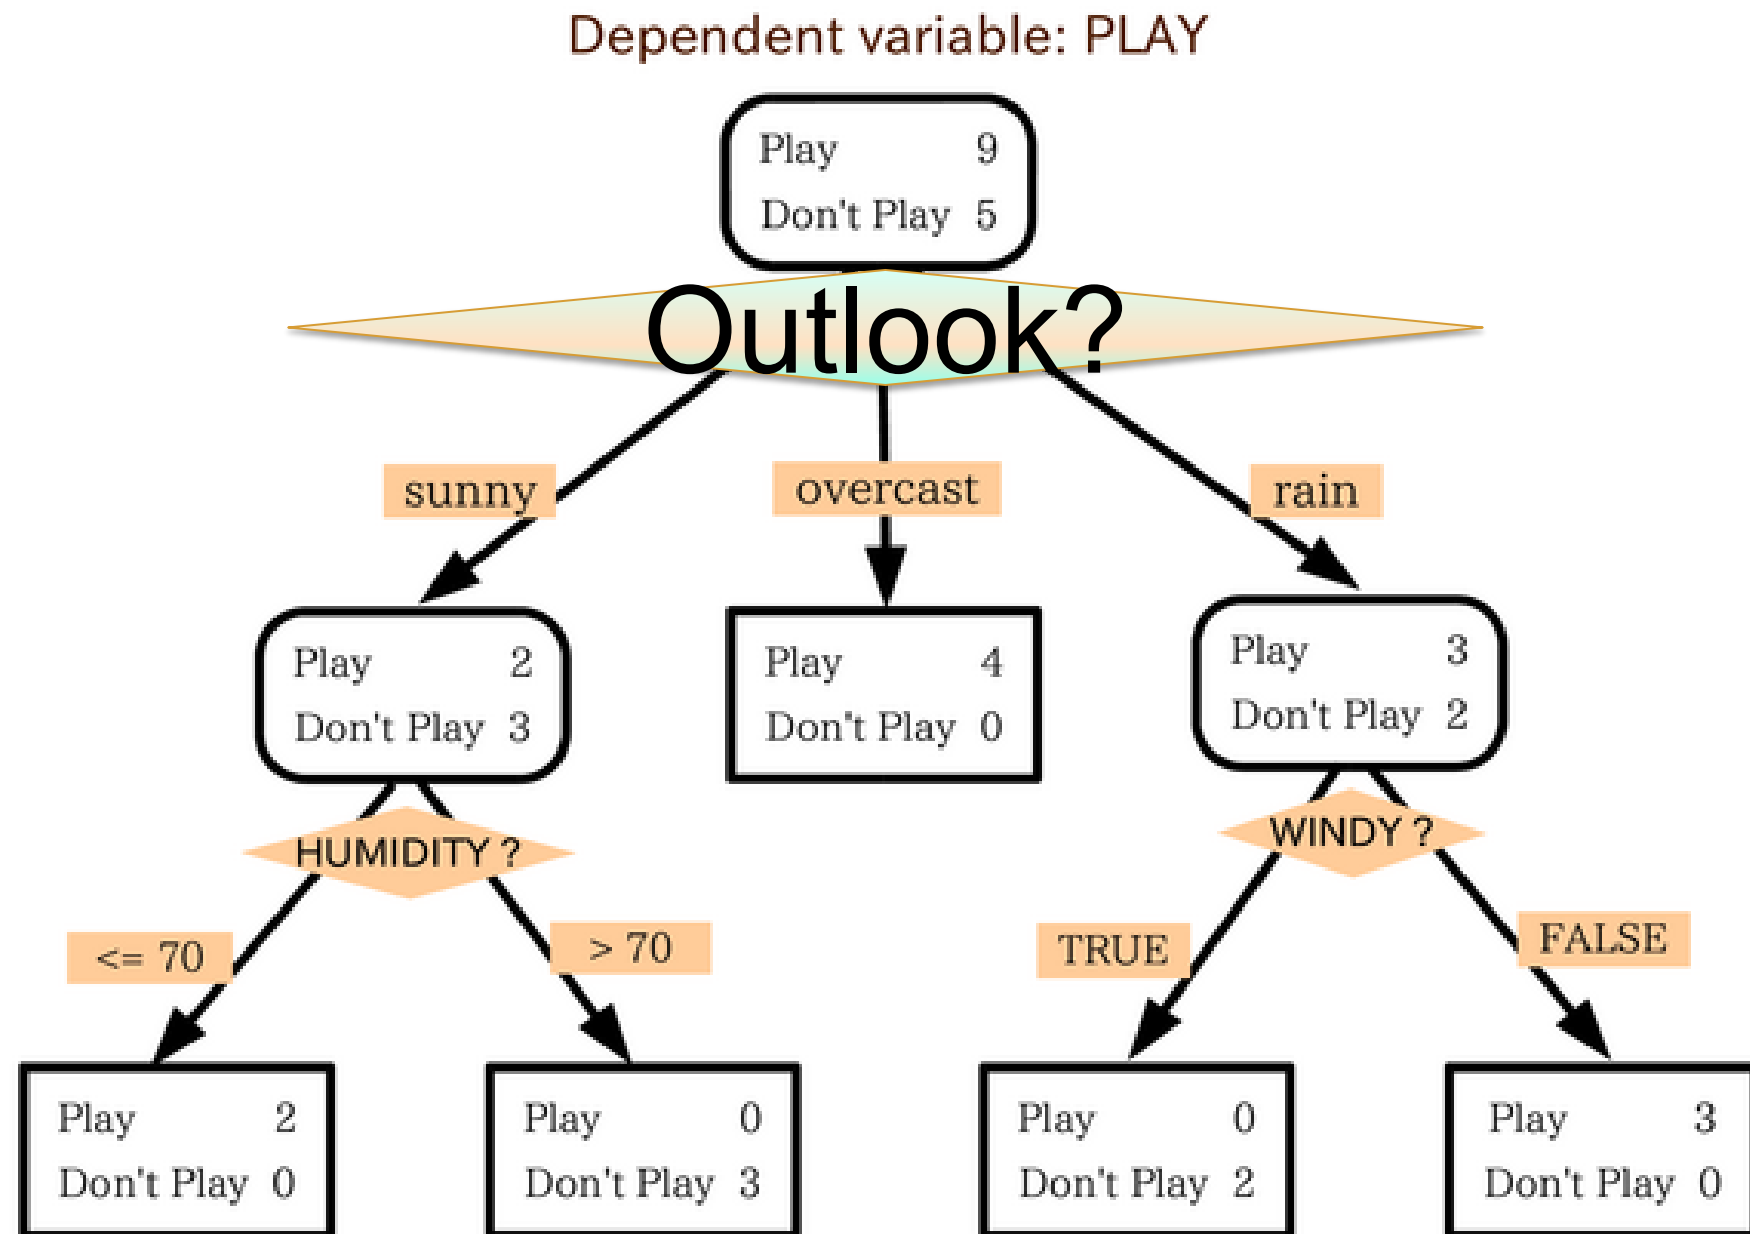 Dependent variable: PLAY
Play 9
Don't Play 5
Outlook?
sunny
overcast
rain
Play 2
Don't Play 3
Play 4
Don't Play 0
Play 3
Don't Play 2
HUMIDITY ?
WINDY ?
<= 70
> 70
TRUE
FALSE
Play 2
Don't Play 0
Play 0
Don't Play 3
Play 0
Don't Play 2
Play 3
Don't Play 0